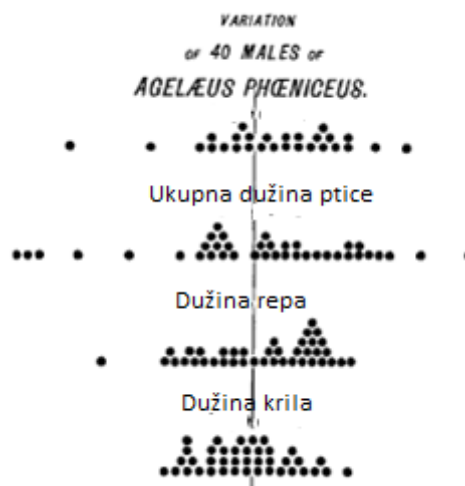 VARIATION
OF 40 MALES OF
AGELÆUS PHŒNICEUS.
Ukupna dužina ptice
Dužina repa
Dužina krila